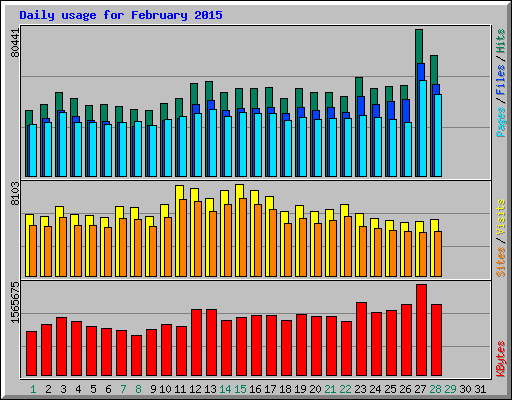 Daily usage for February 2015
80441
Pages / Files / Hits
8103
Sites / Visits
1565675
KBytes
1 2 3 4 5 6 7 8 9 10 11 12 13 14 15 16 17 18 19 20 21 22 23 24 25 26 27 28 29 30 31